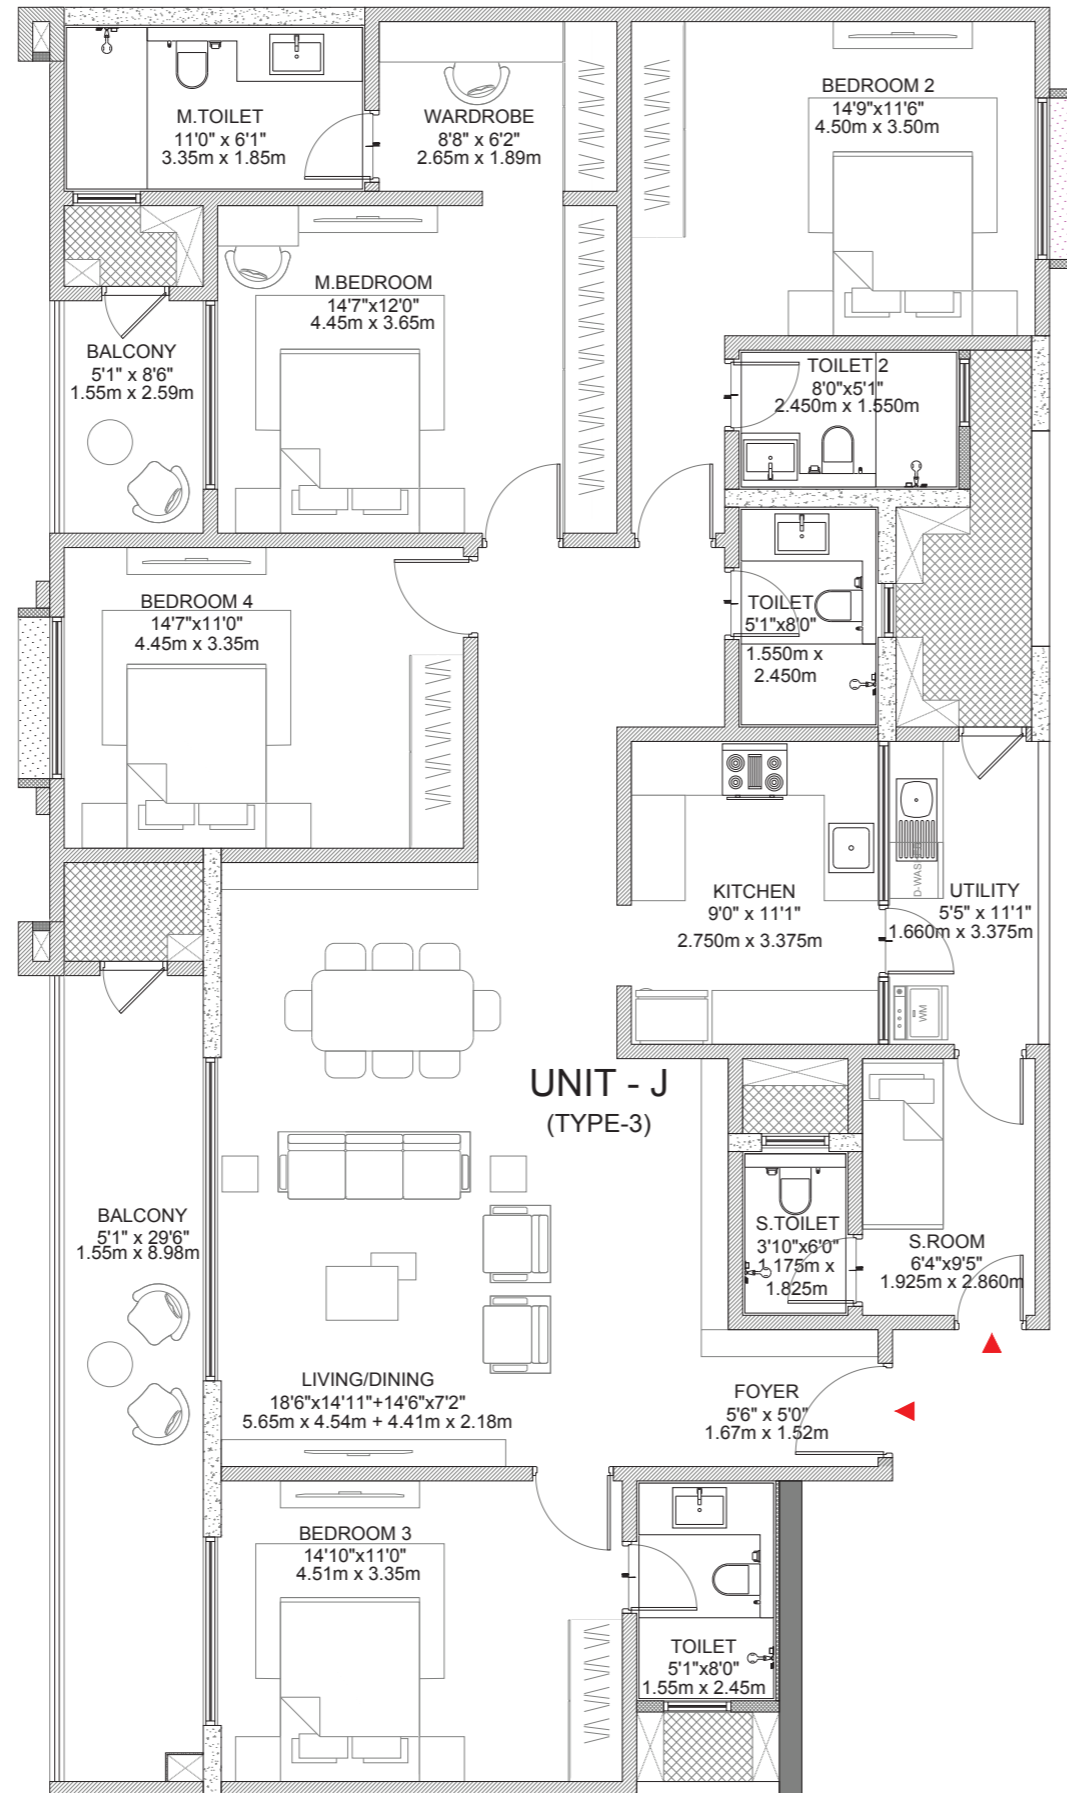 M.TOILET
11'0" x 6'1"
3.35m x 1.85m
WARDROBE
8'8" x 6'2"
2.65m x 1.89m
BEDROOM 2
14'9"x11'6"
4.50m x 3.50m
M.BEDROOM
14'7"x12'0"
4.45m x 3.65m
BALCONY
5'1" x 8'6"
1.55m x 2.59m
TOILET 2
8'0"x5'1"
2.450m x 1.550m
BEDROOM 4
14'7"x11'0"
4.45m x 3.35m
TOILET
5'1"x8'0"
1.550m x
2.450m
KITCHEN
9'0" x 11'1"
2.750m x 3.375m
D-WASH
UTILITY
5'5" x 11'1"
1.660m x 3.375m
WM
UNIT - J
(TYPE-3)
BALCONY
5'1" x 29'6"
1.55m x 8.98m
S.TOILET
3'10"x6'0"
1.175m x
1.825m
S.ROOM
6'4"x9'5"
1.925m x 2.860m
LIVING/DINING
18'6"x14'11"+14'6"x7'2"
5.65m x 4.54m + 4.41m x 2.18m
FOYER
5'6" x 5'0"
1.67m x 1.52m
BEDROOM 3
14'10"x11'0"
4.51m x 3.35m
TOILET
5'1"x8'0"
1.55m x 2.45m